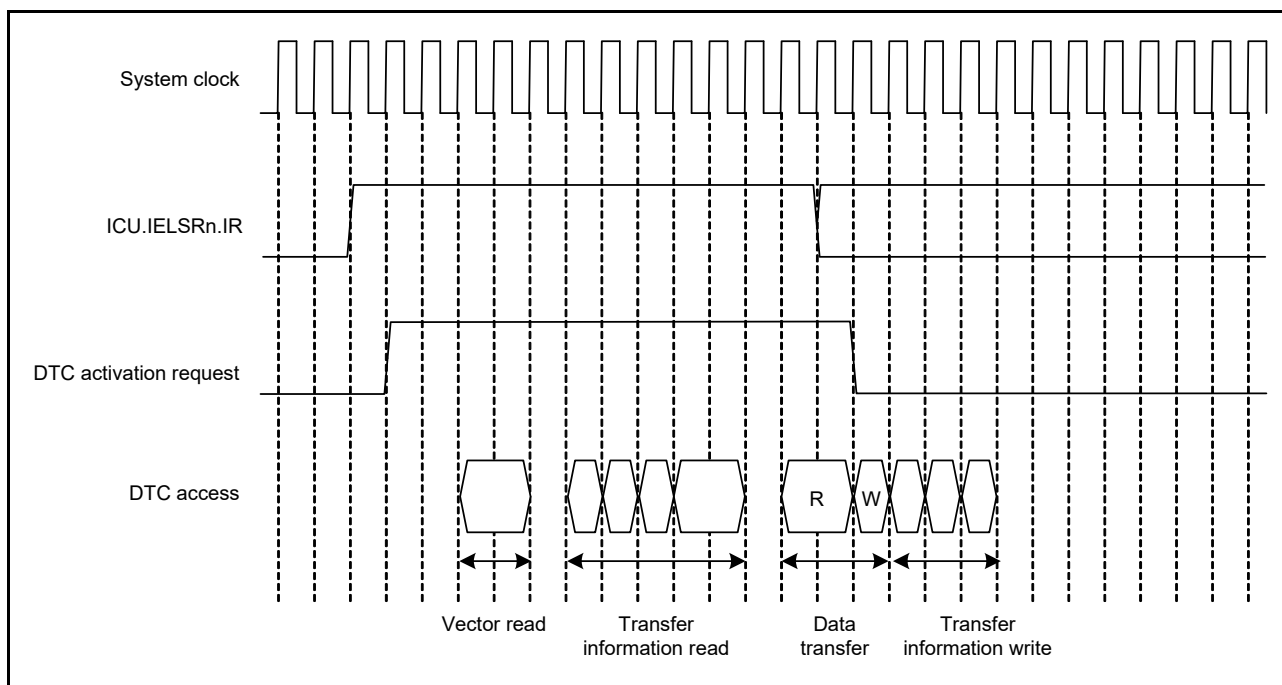 System clock
ICU.IELSRn.IR
DTC activation request
DTC access
R
W
Vector read
Transfer
information read
Data
transfer
Transfer
information write